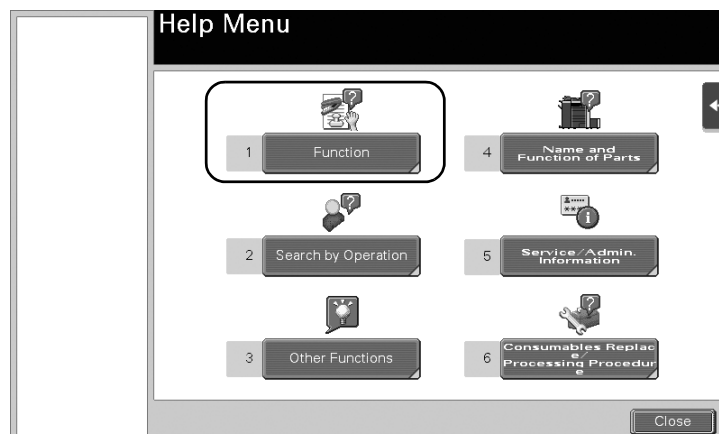 Help Menu
1 Function
2 Search by Operation
3 Other Functions
4 Name and
Function of Parts
5 Service/Admin.
Information
6 Consumables Replac
e/
Processing Procedur
e
Close